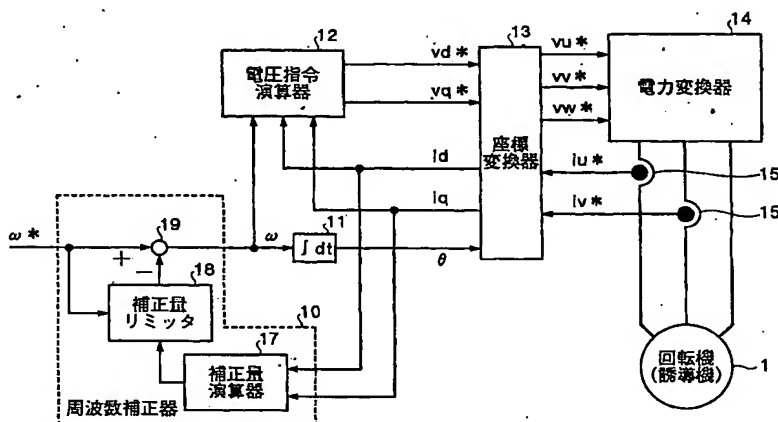 12
電圧指令
演算器
vd*
vq*
13
座標
変換器
vu*
vv*
vw*
14
電力変換器
id
iq
iu*
iv*
15
15
ω*
19
+
−
ω
11
∫dt
θ
18
補正量
リミッタ
10
17
補正量
演算器
周波数補正器
回転機
(誘導機)
1